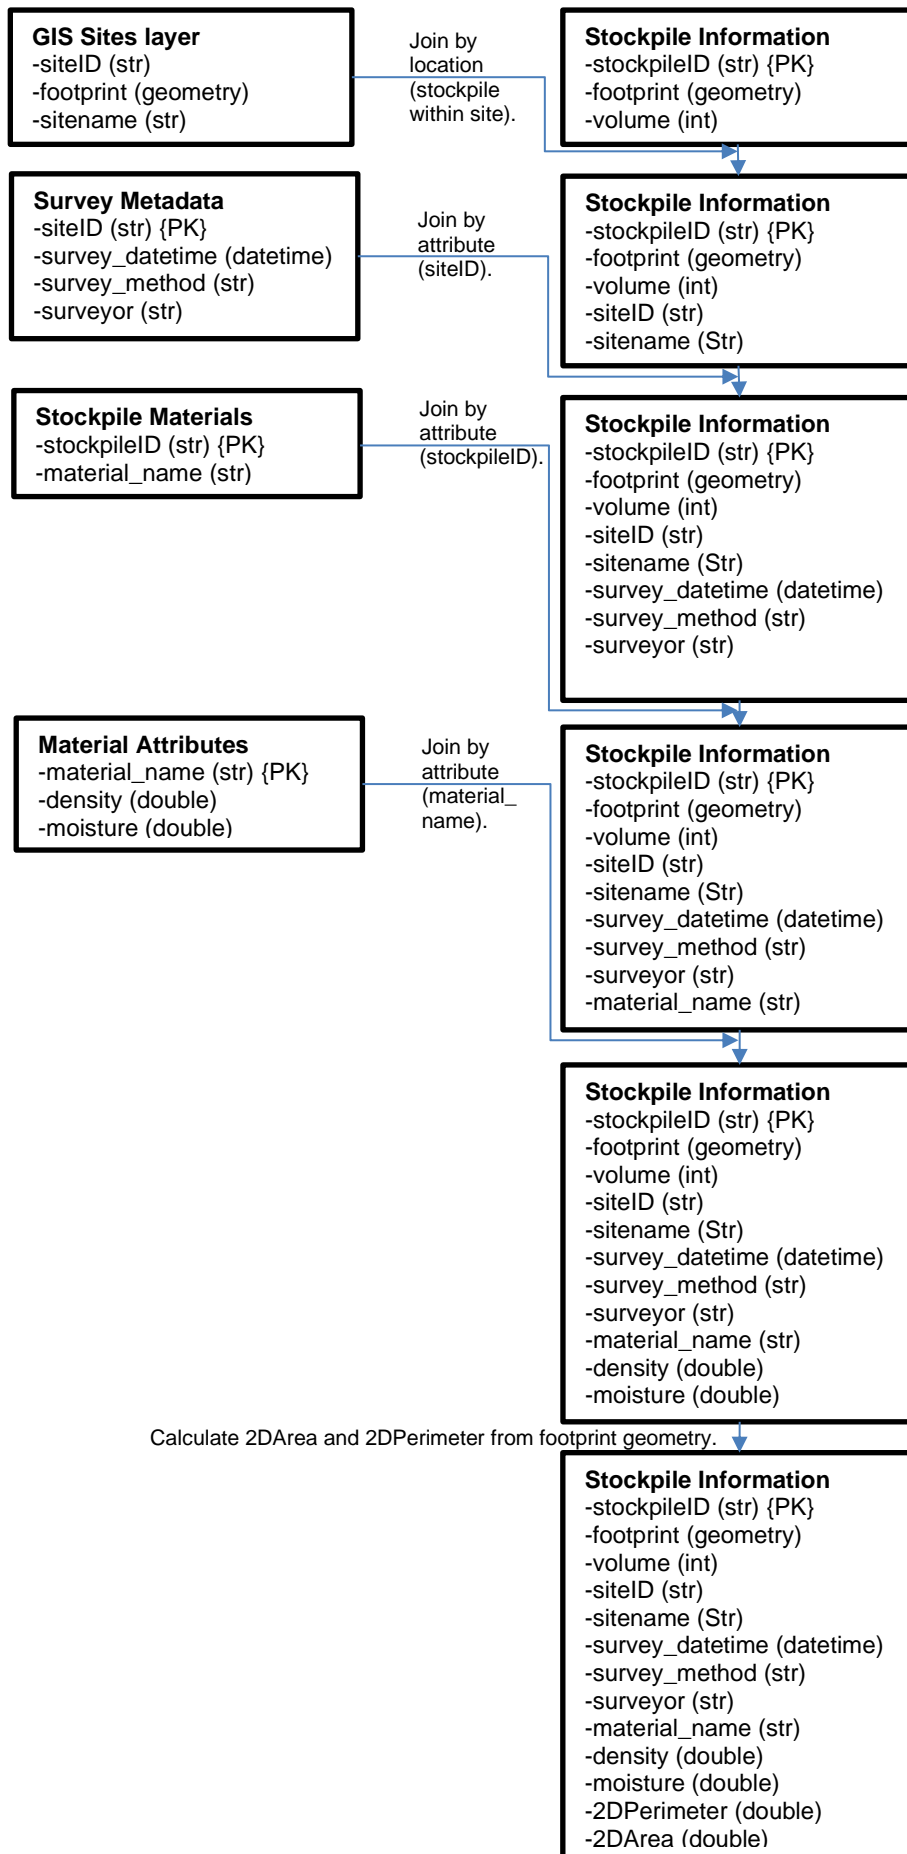 GIS Sites layer
-siteID (str)
-footprint (geometry)
-sitename (str)
Join by
location
(stockpile
within site).
Stockpile Information
-stockpileID (str) {PK}
-footprint (geometry)
-volume (int)
Survey Metadata
-siteID (str) {PK}
-survey_datetime (datetime)
-survey_method (str)
-surveyor (str)
Join by
attribute
(siteID).
Stockpile Information
-stockpileID (str) {PK}
-footprint (geometry)
-volume (int)
-siteID (str)
-sitename (Str)
Stockpile Materials
-stockpileID (str) {PK}
-material_name (str)
Join by
attribute
(stockpileID).
Stockpile Information
-stockpileID (str) {PK}
-footprint (geometry)
-volume (int)
-siteID (str)
-sitename (Str)
-survey_datetime (datetime)
-survey_method (str)
-surveyor (str)
Material Attributes
-material_name (str) {PK}
-density (double)
-moisture (double)
Join by
attribute
(material_
name).
Stockpile Information
-stockpileID (str) {PK}
-footprint (geometry)
-volume (int)
-siteID (str)
-sitename (Str)
-survey_datetime (datetime)
-survey_method (str)
-surveyor (str)
-material_name (str)
Stockpile Information
-stockpileID (str) {PK}
-footprint (geometry)
-volume (int)
-siteID (str)
-sitename (Str)
-survey_datetime (datetime)
-survey_method (str)
-surveyor (str)
-material_name (str)
-density (double)
-moisture (double)
Calculate 2DArea and 2DPerimeter from footprint geometry.
Stockpile Information
-stockpileID (str) {PK}
-footprint (geometry)
-volume (int)
-siteID (str)
-sitename (Str)
-survey_datetime (datetime)
-survey_method (str)
-surveyor (str)
-material_name (str)
-density (double)
-moisture (double)
-2DPerimeter (double)
-2DArea (double)